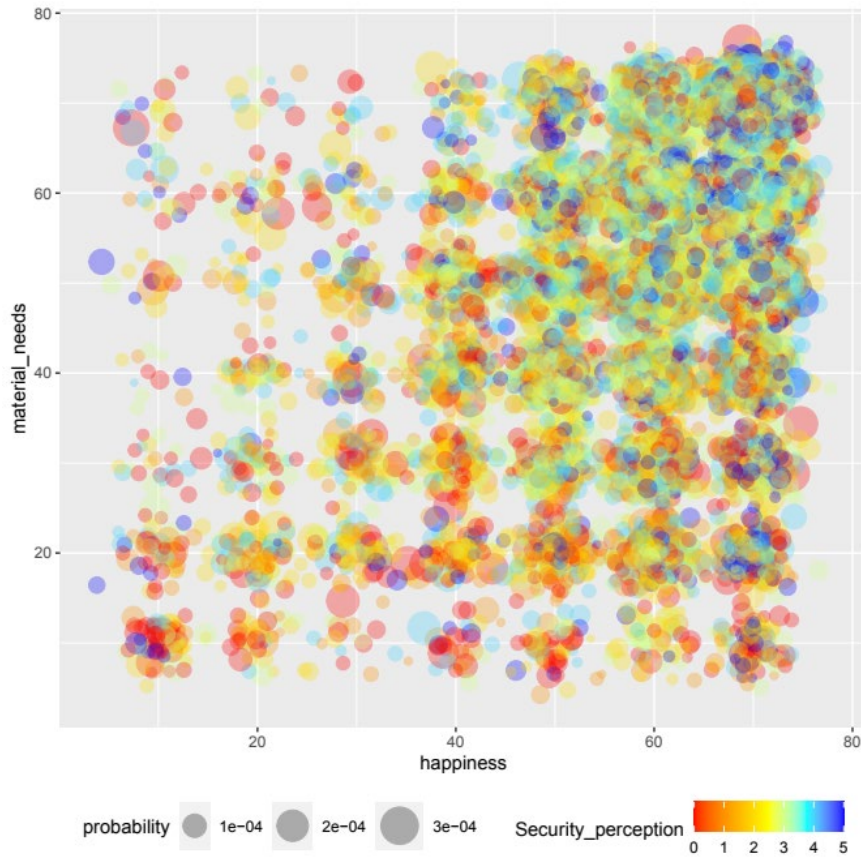 80
60
40
20
material_needs
20 40 60 80
happiness
probability 1e−04 2e−04 3e−04 Security_perception
0 1 2 3 4 5